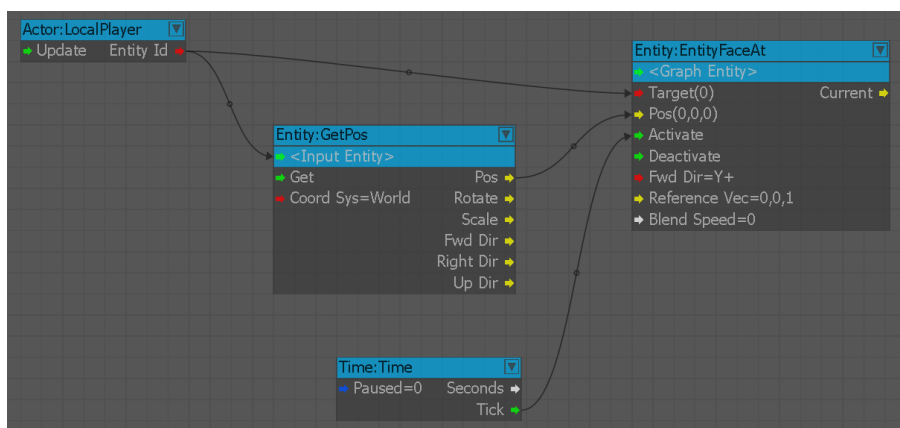 Actor:LocalPlayer
Update Entity Id
Entity:EntityFaceAt
<Graph Entity>
Target(0) Current
Pos(0,0,0)
Activate
Deactivate
Fwd Dir=Y+
Reference Vec=0,0,1
Blend Speed=0
Entity:GetPos
<Input Entity>
Get Pos
Coord Sys=World Rotate
Scale
Fwd Dir
Right Dir
Up Dir
Time:Time
Paused=0 Seconds
Tick